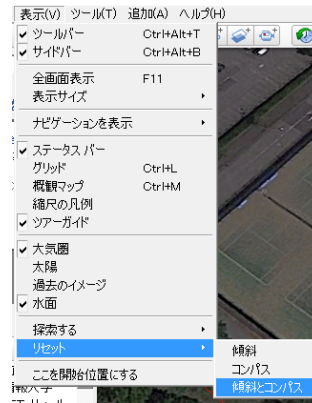 表示(V) ツール(T) 追加(A) ヘルプ(H)
ツールバー Ctrl+Alt+T
サイドバー Ctrl+Alt+B
全画面表示 F11
表示サイズ
ナビゲーションを表示
ステータス バー
グリッド Ctrl+L
概観マップ Ctrl+M
縮尺の凡例
ツアーガイド
大気圏
太陽
過去のイメージ
水面
探索する
リセット
傾斜
コンパス
傾斜とコンパス
ここを開始位置にする